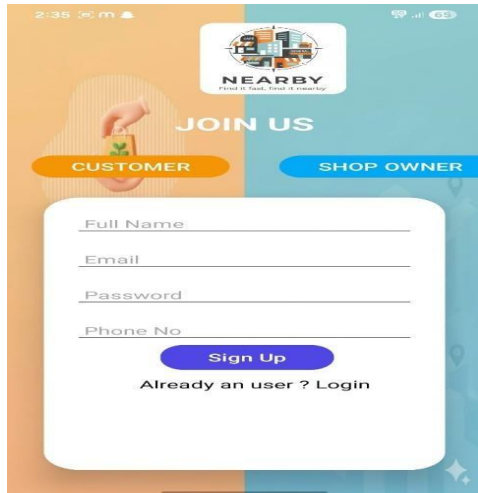 2:35
65
NEARBY
Find it fast, find it nearby
JOIN US
CUSTOMER
SHOP OWNER
Full Name
Email
Password
Phone No
Sign Up
Already an user ? Login